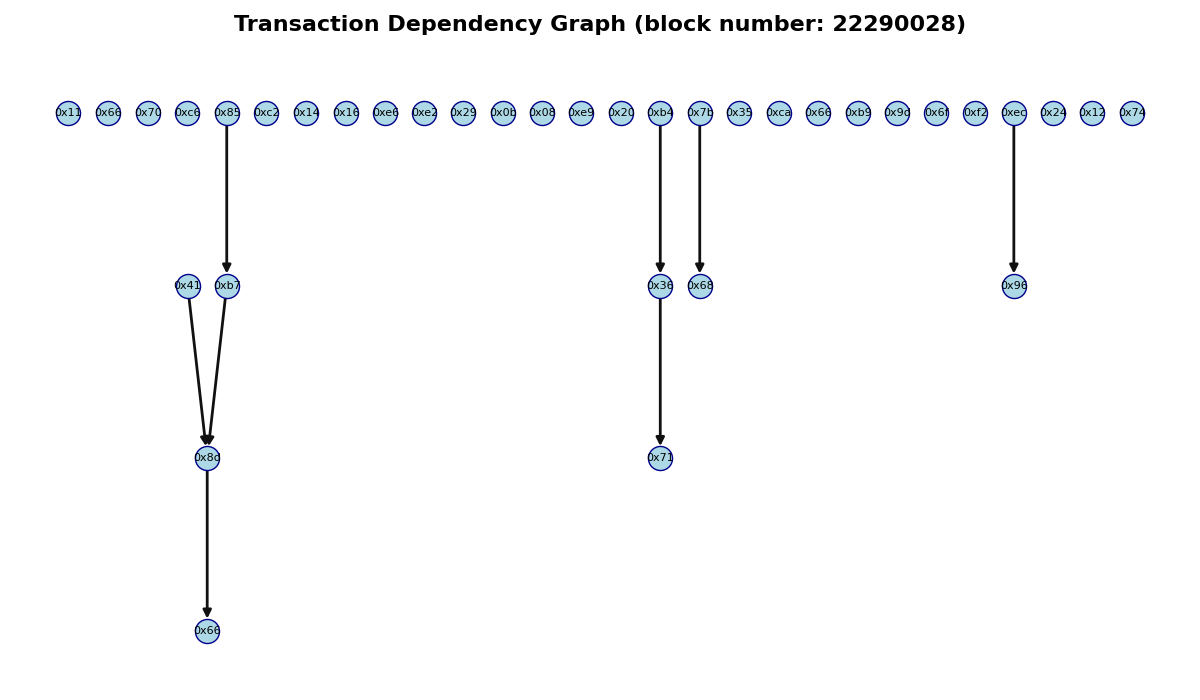 Transaction Dependency Graph (block number: 22290028)
0x11 0x66 0x70 0xc6 0x85 0xc2 0x14 0x16 0xe6 0xe2 0x29 0x0b 0x08 0xe9 0x20 0xb4 0x7b 0x35 0xca 0x66 0xb9 0x9d 0x6f 0xf2 0xec 0x24 0x12 0x74
0x41 0xb7 0x36 0x68 0x96
0x8d 0x71
0x66